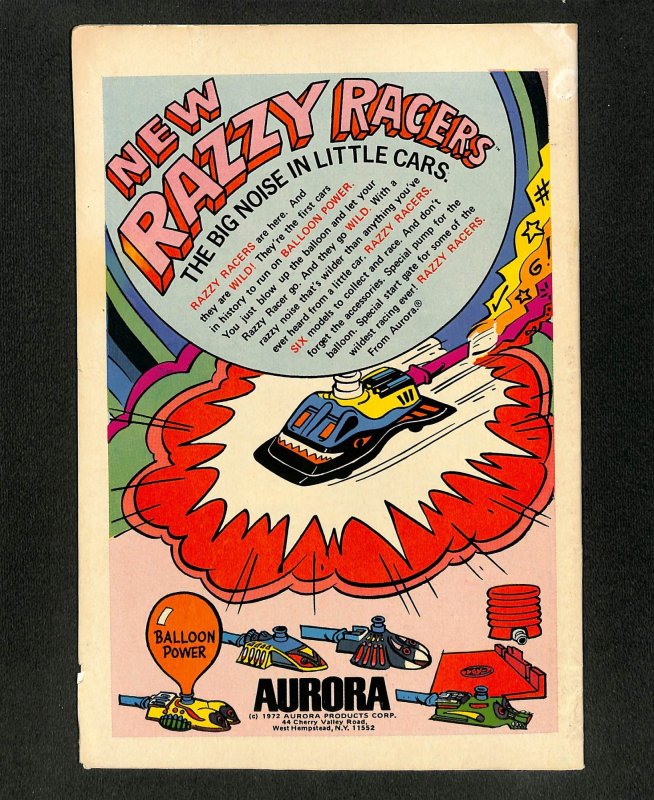 NEW
RAZZY RACERS™
THE BIG NOISE IN LITTLE CARS.
RAZZY RACERS are here. And
they are WILD! They're the first cars
in history to run on BALLOON POWER.
You just blow up the balloon and let your
Razzy Racer go. And they go WILD. With a
razzy noise that's wilder than anything you've
ever heard from a little car. RAZZY RACERS.
SIX models to collect and race. And don't
forget the accessories. Special pump for the
balloon. Special start gate for some of the
wildest racing ever! RAZZY RACERS.
From Aurora.®
#
G!
BALLOON
POWER
AURORA
(c) 1972 AURORA PRODUCTS CORP.
44 Cherry Valley Road,
West Hempstead, N.Y. 11552